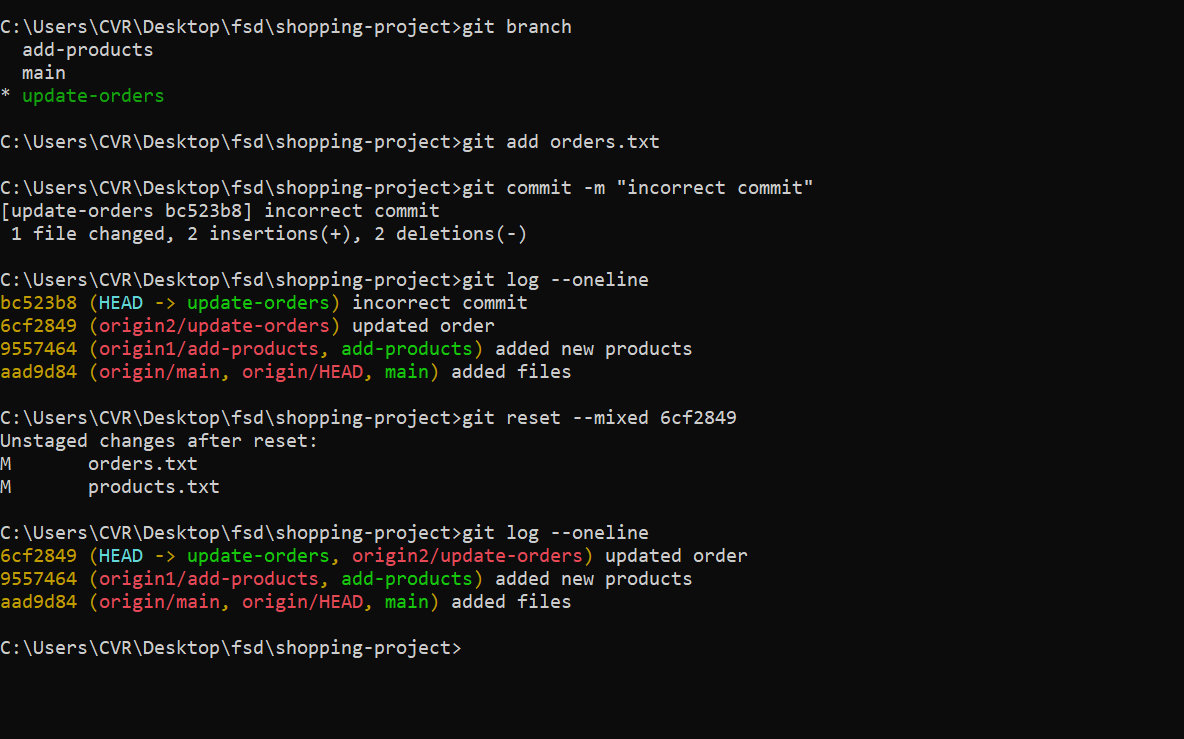 C:\Users\CVR\Desktop\fsd\shopping-project>git branch
  add-products
  main
* update-orders
C:\Users\CVR\Desktop\fsd\shopping-project>git add orders.txt
C:\Users\CVR\Desktop\fsd\shopping-project>git commit -m "incorrect commit"
[update-orders bc523b8] incorrect commit
 1 file changed, 2 insertions(+), 2 deletions(-)
C:\Users\CVR\Desktop\fsd\shopping-project>git log --oneline
bc523b8 (HEAD -> update-orders) incorrect commit
6cf2849 (origin2/update-orders) updated order
9557464 (origin1/add-products, add-products) added new products
aad9d84 (origin/main, origin/HEAD, main) added files
C:\Users\CVR\Desktop\fsd\shopping-project>git reset --mixed 6cf2849
Unstaged changes after reset:
M       orders.txt
M       products.txt
C:\Users\CVR\Desktop\fsd\shopping-project>git log --oneline
6cf2849 (HEAD -> update-orders, origin2/update-orders) updated order
9557464 (origin1/add-products, add-products) added new products
aad9d84 (origin/main, origin/HEAD, main) added files
C:\Users\CVR\Desktop\fsd\shopping-project>